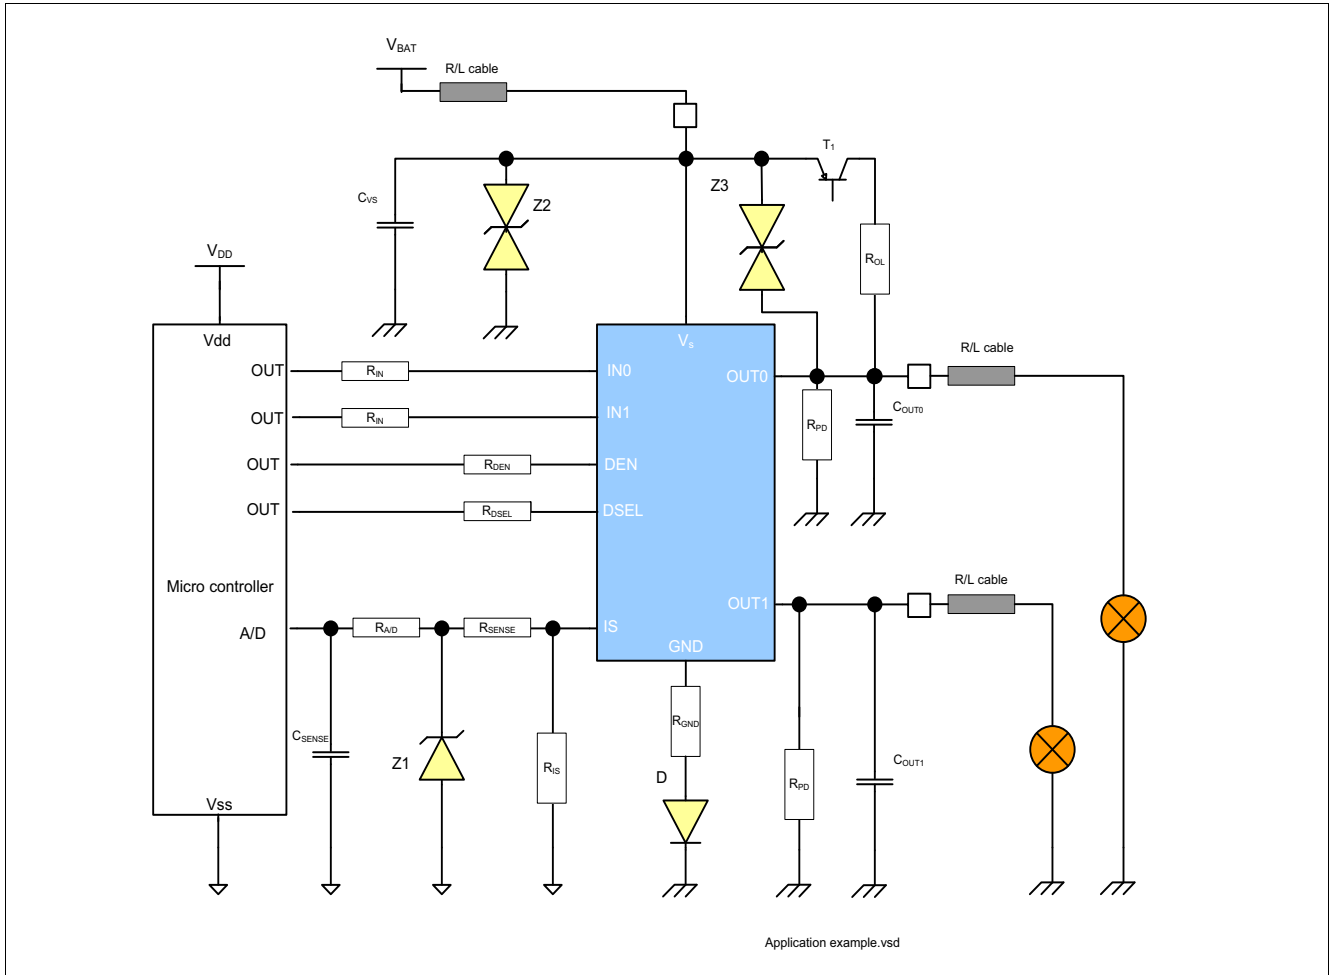 VBAT
R/L cable
T1
Z3
CVS
Z2
VDD
ROL
Vdd
Vs
R/L cable
OUT
RIN
IN0
OUT0
OUT
RIN
IN1
COUT0
RPD
OUT
RDEN
DEN
OUT
RDSEL
DSEL
Micro controller
R/L cable
OUT1
A/D
RA/D
RSENSE
IS
GND
RGND
CSENSE
Z1
RIS
D
RPD
COUT1
Vss
Application example.vsd